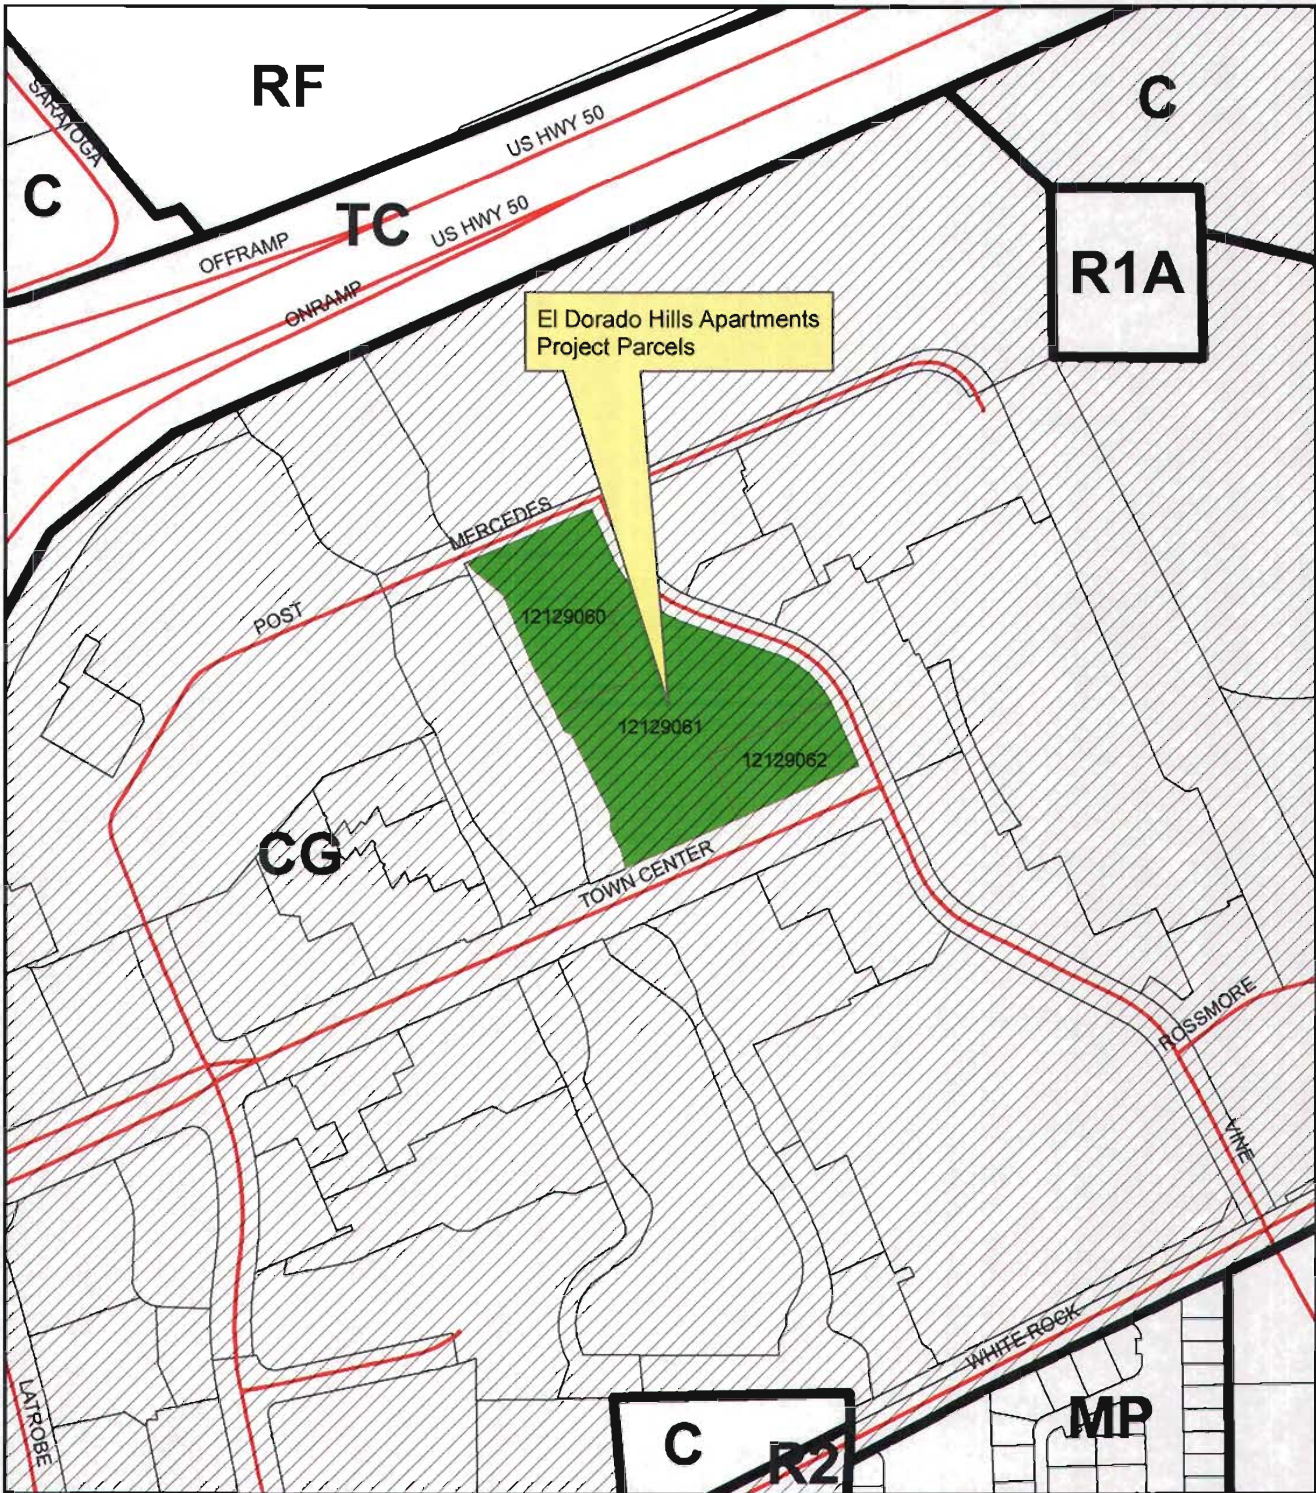 RF
C
SARATOGA
US HWY 50
C
TC
US HWY 50
OFFRAMP
R1A
ONRAMP
El Dorado Hills Apartments
Project Parcels
MERCEDES
POST
12129060
12129061
12129062
CG
TOWN CENTER
ROSSMORE
VINE
WHITE ROCK
LATROBE
MP
C
R2